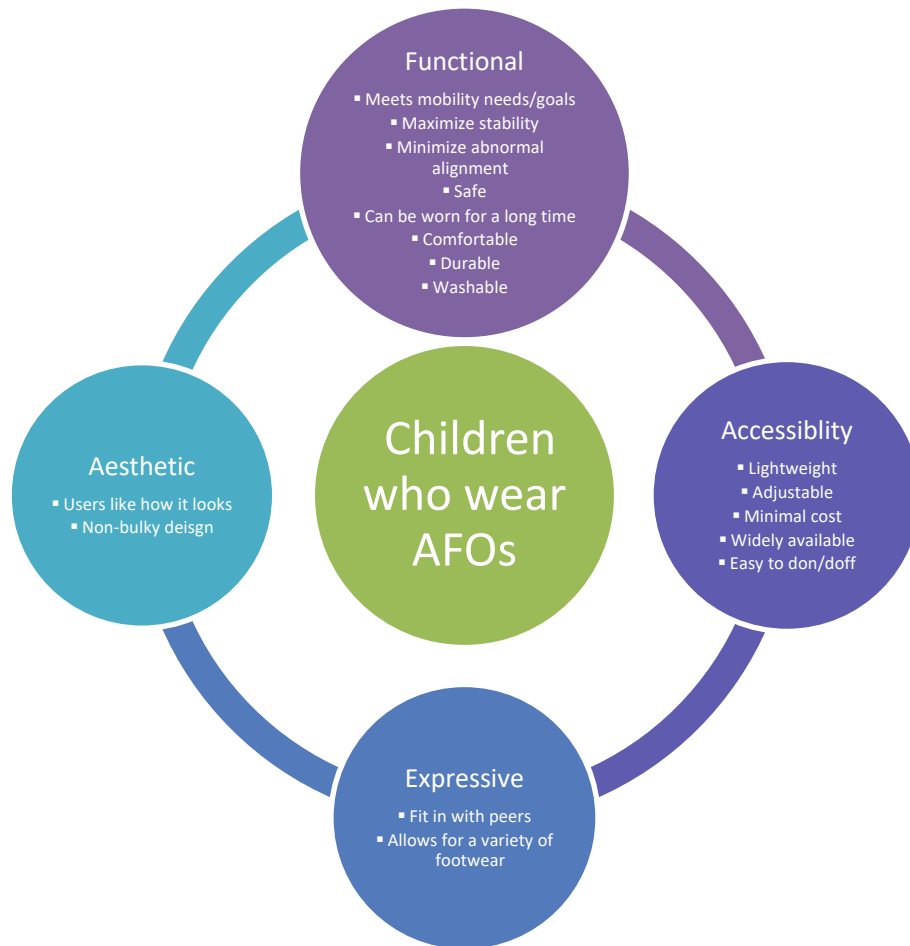 Functional
▪ Meets mobility needs/goals
▪ Maximize stability
▪ Minimize abnormal
alignment
▪ Safe
▪ Can be worn for a long time
▪ Comfortable
▪ Durable
▪ Washable
Children
who wear
AFOs
Aesthetic
▪ Users like how it looks
▪ Non-bulky deisgn
Accessiblity
▪ Lightweight
▪ Adjustable
▪ Minimal cost
▪ Widely available
▪ Easy to don/doff
Expressive
▪ Fit in with peers
▪ Allows for a variety of
footwear